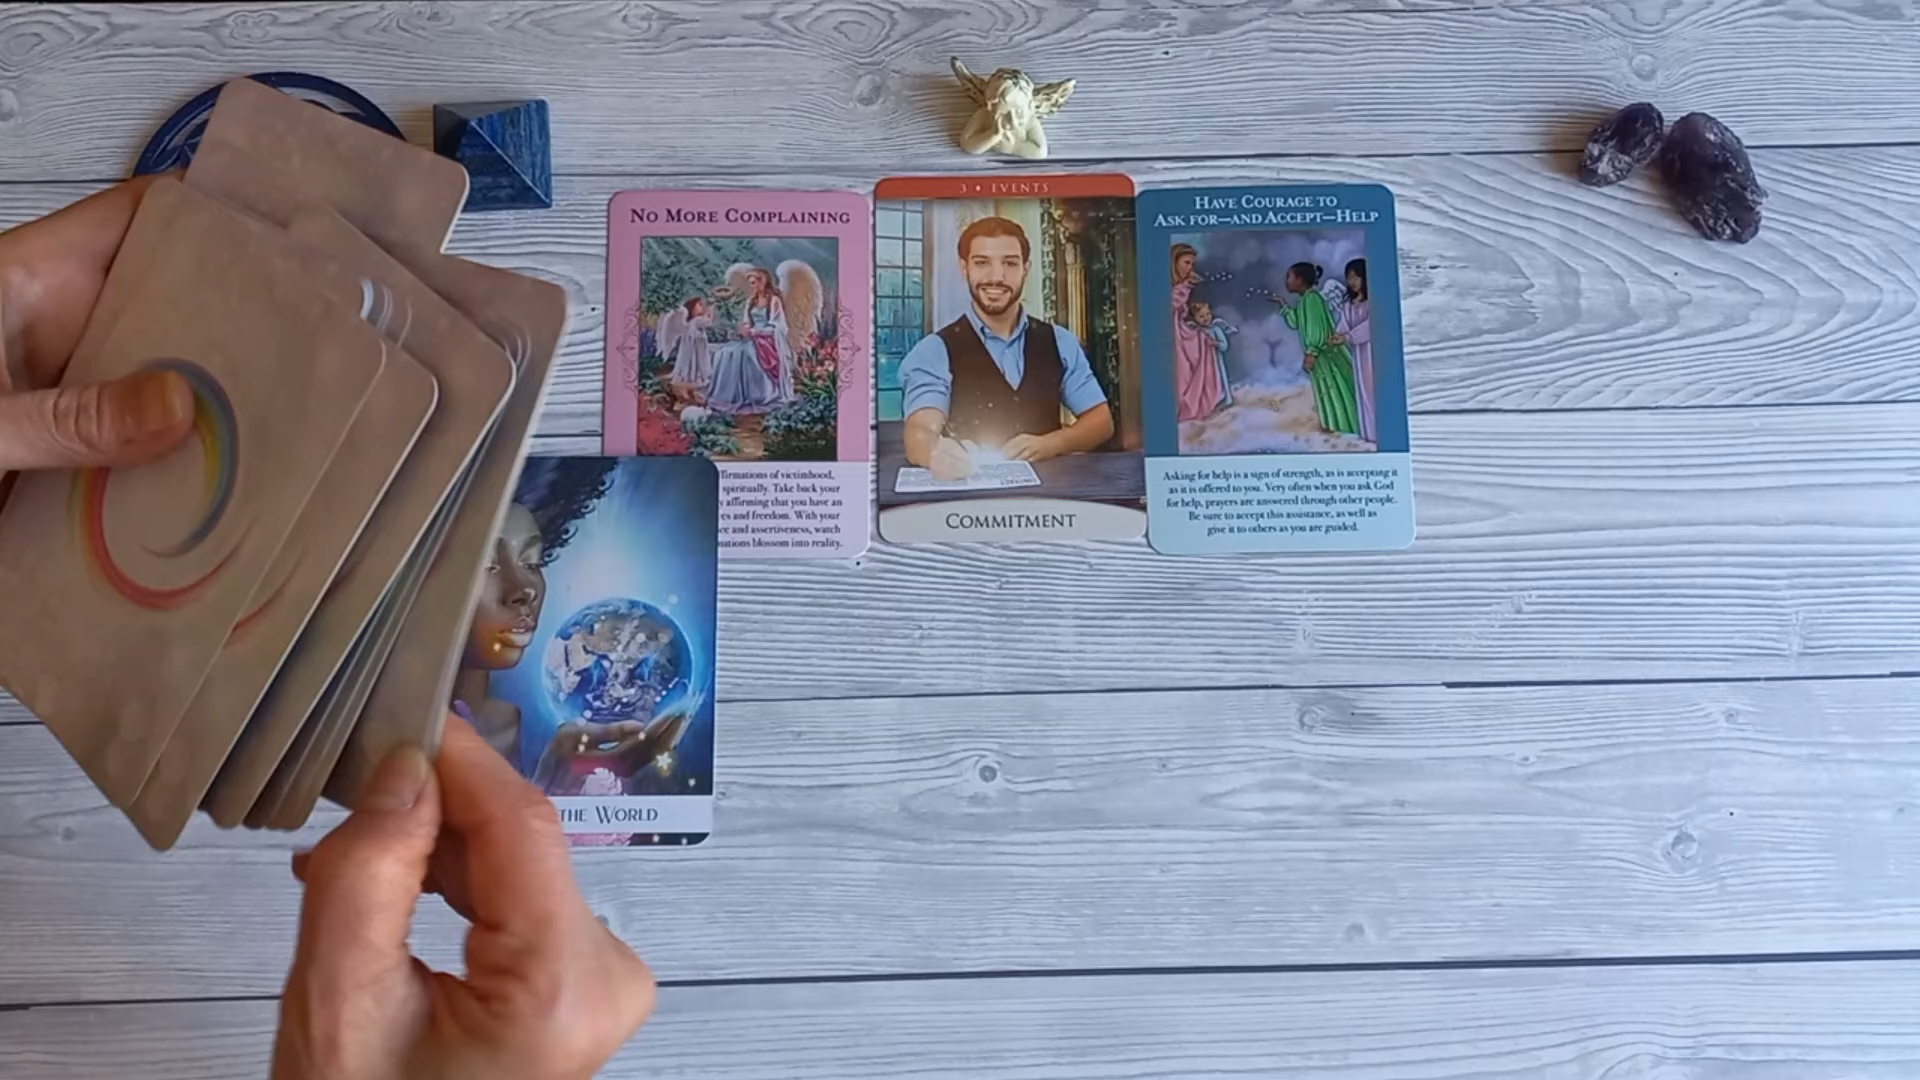 NO MORE COMPLAINING
firmations of victimhood,
spiritually. Take back your
y affirming that you have an
es and freedom. With your
ce and assertiveness, watch
nations blossom into reality.
3 • EVENTS
COMMITMENT
HAVE COURAGE TO
ASK FOR—AND ACCEPT—HELP
Asking for help is a sign of strength, as is accepting it
as it is offered to you. Very often when you ask God
for help, prayers are answered through other people.
Be sure to accept this assistance, as well as
give it to others as you are guided.
THE WORLD